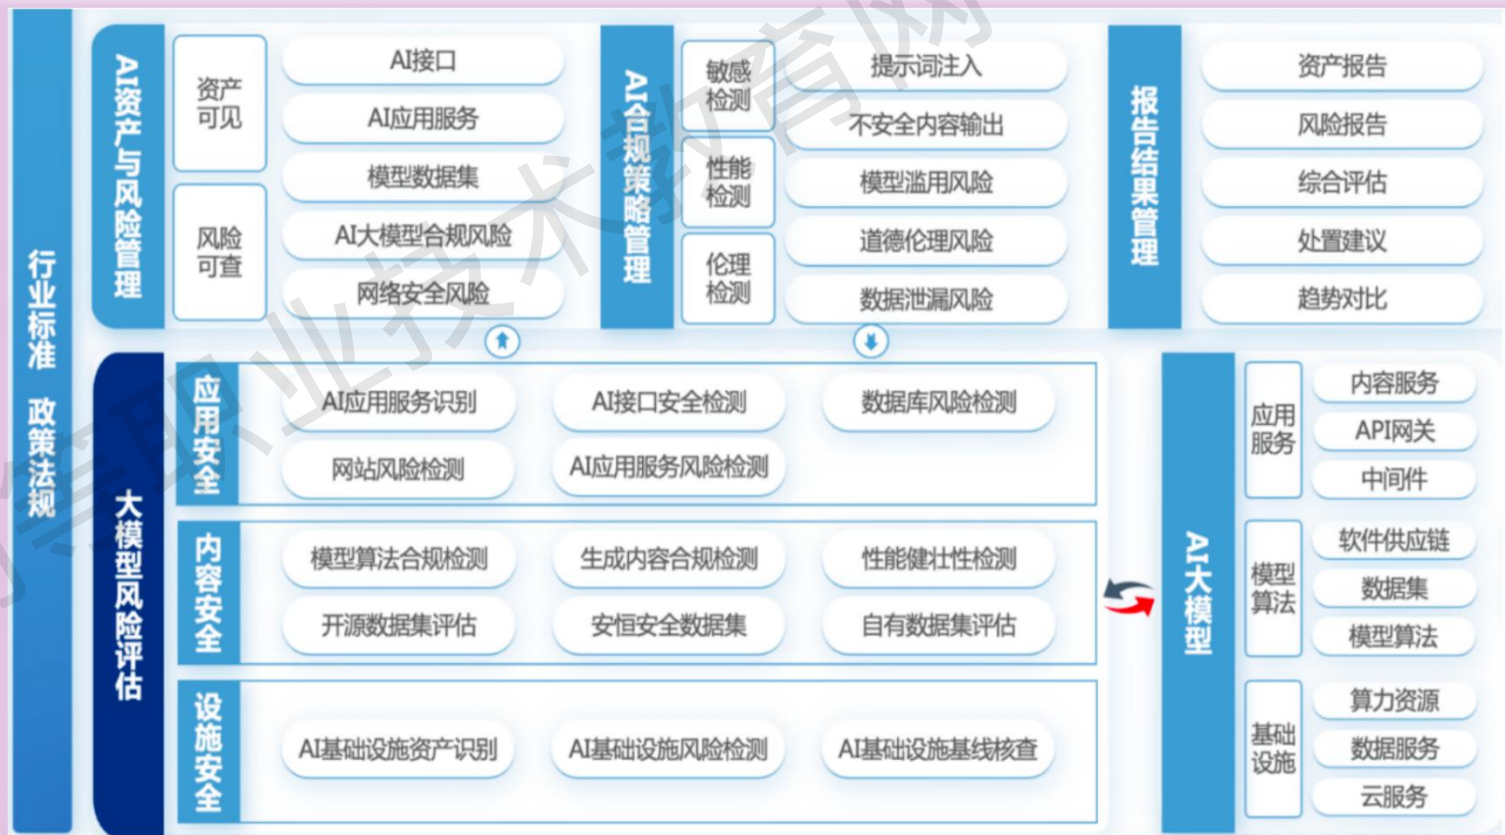 行业标准 政策法规
AI资产与风险管理
资产
可见
风险
可查
AI接口
AI应用服务
模型数据集
AI大模型合规风险
网络安全风险
AI合规策略管理
敏感
检测
性能
检测
伦理
检测
提示词注入
不安全内容输出
模型滥用风险
道德伦理风险
数据泄漏风险
报告结果管理
资产报告
风险报告
综合评估
处置建议
趋势对比
大模型风险评估
应用安全
AI应用服务识别
AI接口安全检测
数据库风险检测
网站风险检测
AI应用服务风险检测
内容安全
模型算法合规检测
生成内容合规检测
性能健壮性检测
开源数据集评估
安恒安全数据集
自有数据集评估
设施安全
AI基础设施资产识别
AI基础设施风险检测
AI基础设施基线核查
AI大模型
应用
服务
内容服务
API网关
中间件
模型
算法
软件供应链
数据集
模型算法
基础
设施
算力资源
数据服务
云服务
等职业技术教育网